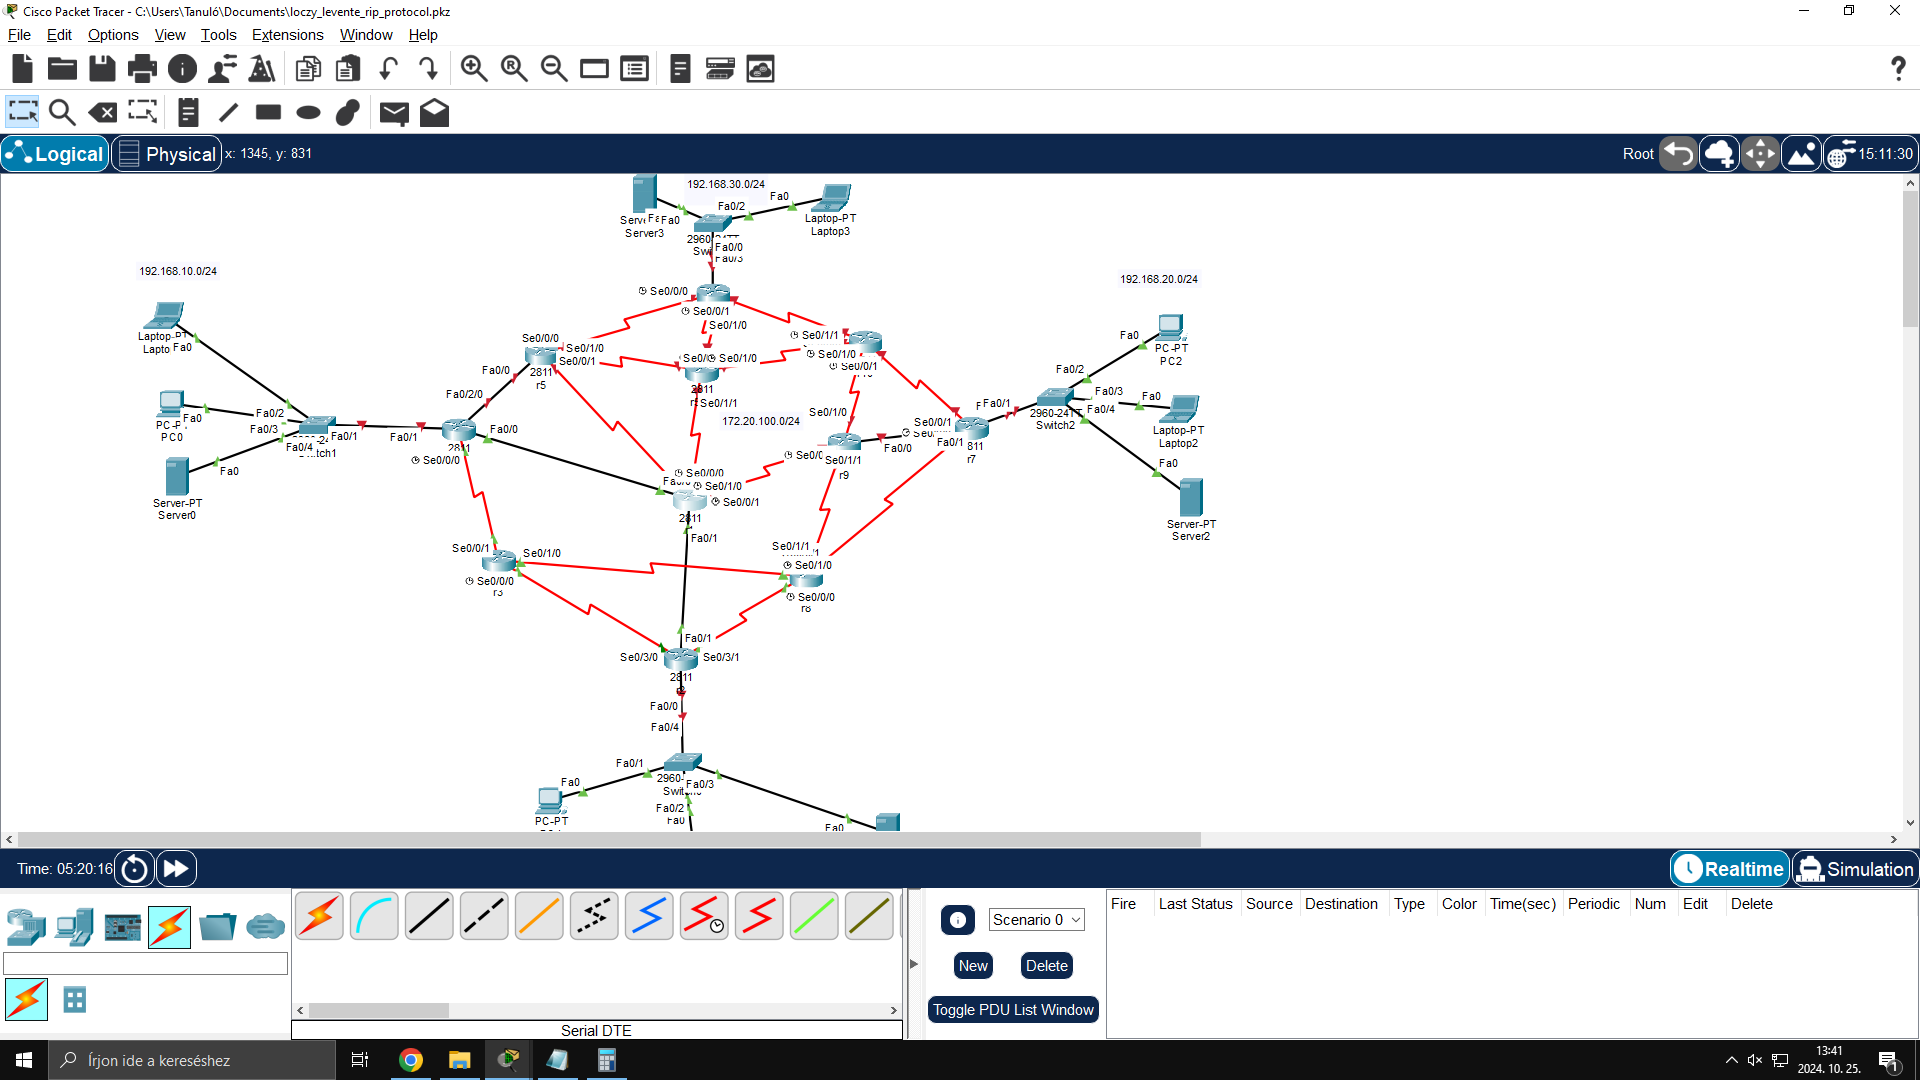 Cisco Packet Tracer - C:\Users\Tanuló\Documents\loczy_levente_rip_protocol.pkz
File Edit Options View Tools Extensions Window Help
Logical Physical x: 1345, y: 831 Root 15:11:30
192.168.30.0/24
Fa0
Fa0/2
Fa0
Server3
Laptop-PT
Laptop3
Fa0/0
Fa0/3
192.168.10.0/24
192.168.20.0/24
Se0/0/0
Se0/0/1
Se0/1/0
Se0/1/1
Se0/1/0
Se0/0/1
Se0/0/0
Se0/1/0
Se0/0/1
2811
r5
Se0/1/0
2811
Se0/1/1
Fa0/0
Fa0/2/0
172.20.100.0/24
Laptop-PT
Fa0
Fa0
PC-PT
PC2
Fa0/2
Fa0/3
Fa0/4
Fa0
2960-24TT
Switch2
Laptop-PT
Laptop2
Fa0
Server-PT
Server2
Se0/1/0
Se0/0/1
Fa0/1
Fa0/1
r7
Fa0/0
Se0/1/1
r9
PC0
Fa0
Fa0/2
Fa0/3
Fa0/4
Fa0/1
Fa0/1
Fa0/0
Se0/0/0
Fa0
Server-PT
Server0
Se0/0/0
Se0/1/0
Se0/0/1
2811
Fa0/1
Se0/0/1
Se0/1/0
Se0/0/0
r3
Se0/1/1
Se0/1/0
Se0/0/0
r8
Fa0/1
Se0/3/0
Se0/3/1
2811
Fa0/0
Fa0/4
Fa0/1
Fa0
Fa0/3
Fa0/2
Fa0
PC-PT
Fa0
Time: 05:20:16 Realtime Simulation
Scenario 0
New Delete
Toggle PDU List Window
Fire Last Status Source Destination Type Color Time(sec) Periodic Num Edit Delete
Serial DTE
Írjon ide a kereséshez
13:41
2024. 10. 25.
1